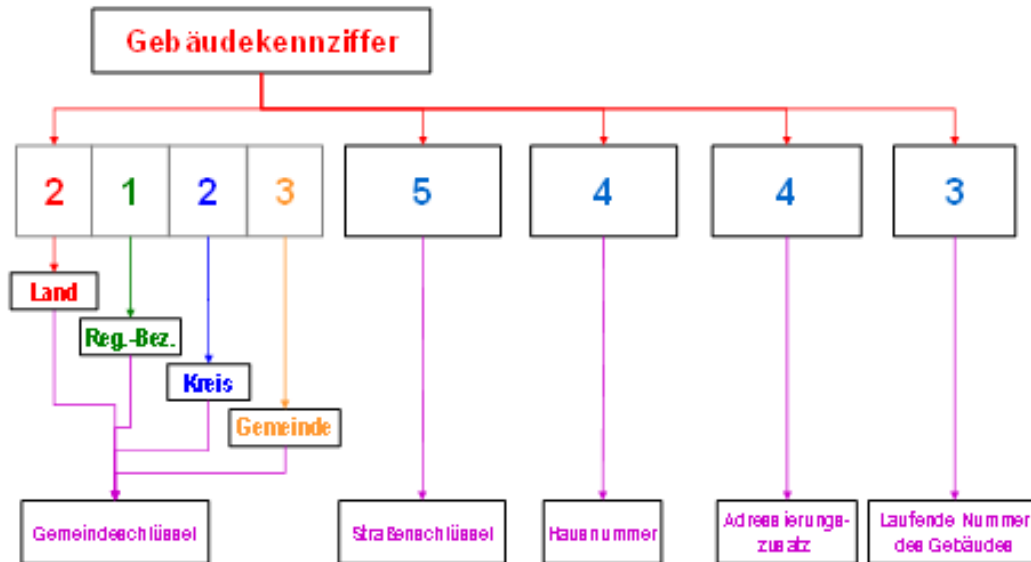 Gebäudekennziffer
2 1 2 3 5 4 4 3
Land
Reg.-Bez.
Kreis
Gemeinde
Gemeindeschlüssel Straßenschlüssel Hausnummer Adressierungs-
zusatz Laufende Nummer
des Gebäudes